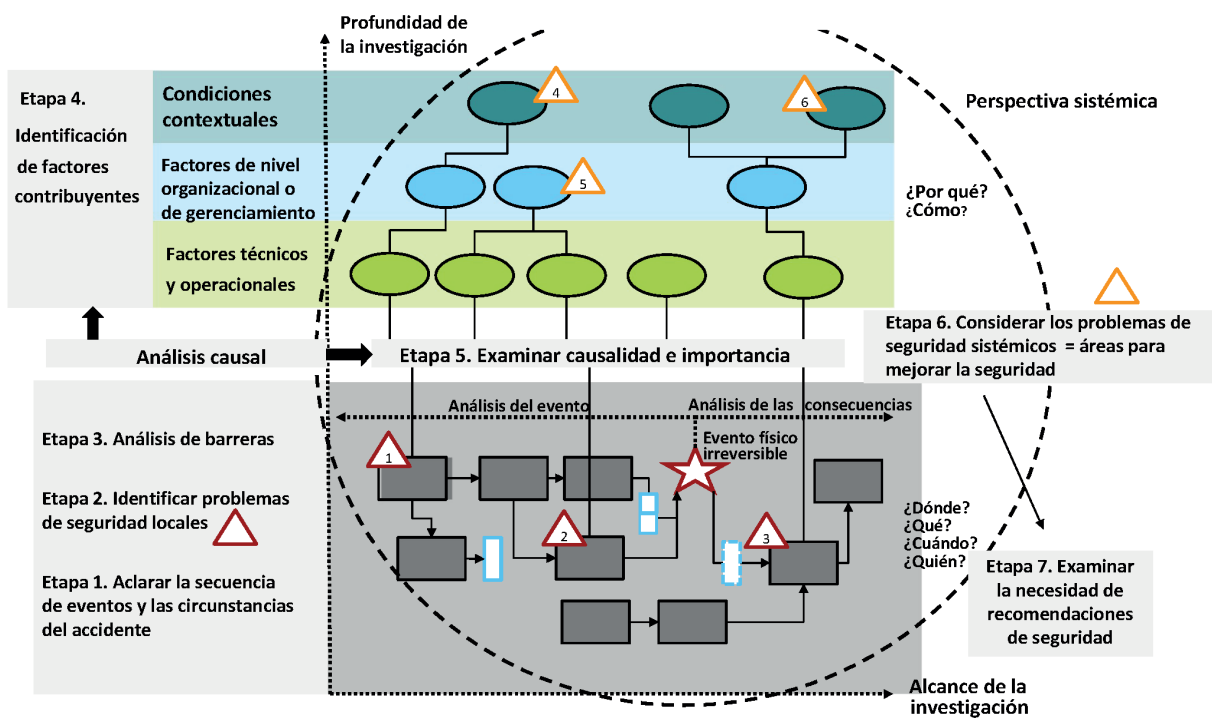 Profundidad de
la investigación
Etapa 4.
Identificación
de factores
contribuyentes
Condiciones
contextuales
4
6
Perspectiva sistémica
Factores de nivel
organizacional o
de gerenciamiento
5
¿Por qué?
¿Cómo?
Factores técnicos
y operacionales
Etapa 6. Considerar los problemas de
seguridad sistémicos = áreas para
mejorar la seguridad
Análisis causal
Etapa 5. Examinar causalidad e importancia
Análisis del evento
Análisis de las consecuencias
Etapa 3. Análisis de barreras
Evento físico
irreversible
1
Etapa 2. Identificar problemas
de seguridad locales
2
3
¿Dónde?
¿Qué?
¿Cuándo?
¿Quién?
Etapa 1. Aclarar la secuencia
de eventos y las circunstancias
del accidente
Etapa 7. Examinar
la necesidad de
recomendaciones
de seguridad
Alcance de la
investigación